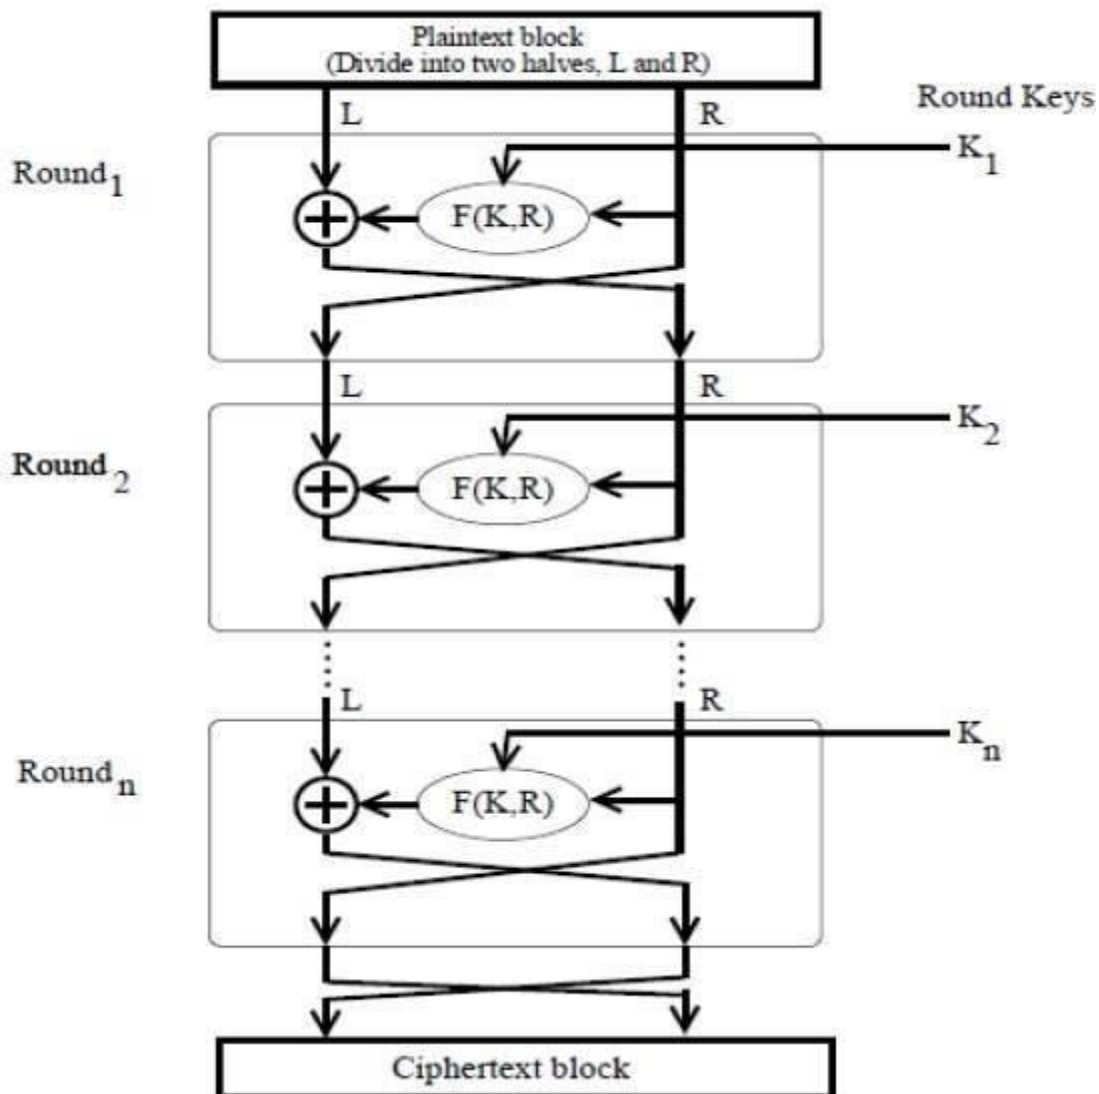 Plaintext block
(Divide into two halves, L and R)
Round Keys
L
R
K1
Round1
F(K,R)
L
R
K2
Round2
F(K,R)
L
R
Kn
Roundn
F(K,R)
Ciphertext block